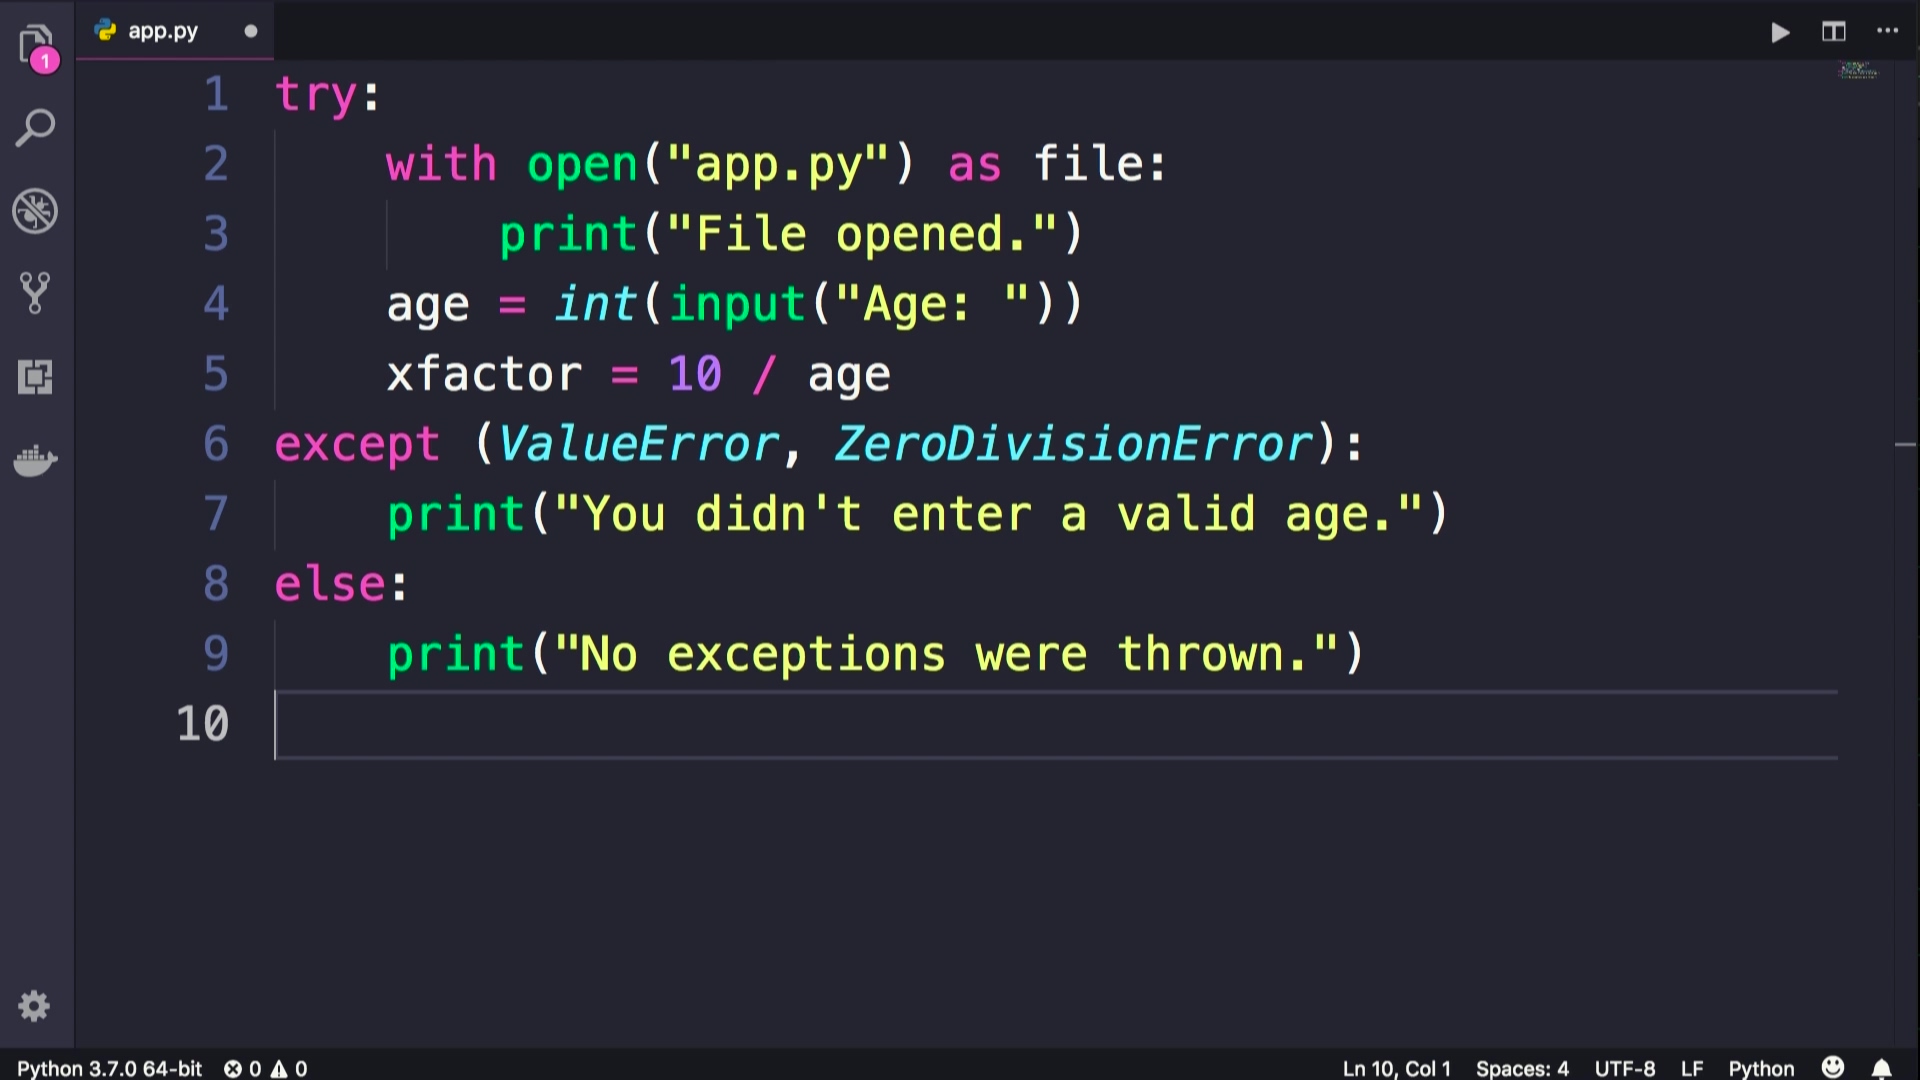 1
app.py
1 try:
2     with open("app.py") as file:
3         print("File opened.")
4     age = int(input("Age: "))
5     xfactor = 10 / age
6 except (ValueError, ZeroDivisionError):
7     print("You didn't enter a valid age.")
8 else:
9     print("No exceptions were thrown.")
10
Python 3.7.0 64-bit 0 0 Ln 10, Col 1 Spaces: 4 UTF-8 LF Python